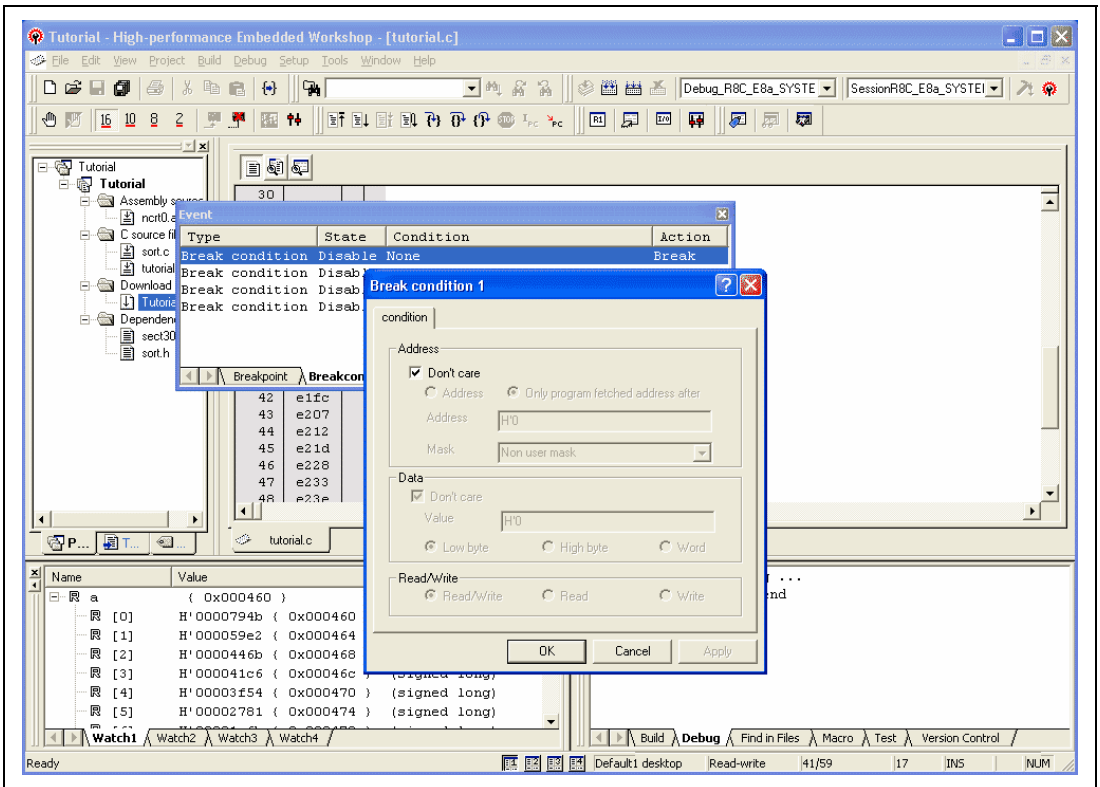 Tutorial - High-performance Embedded Workshop - [tutorial.c]
File Edit View Project Build Debug Setup Tools Window Help
Debug_R8C_E8a_SYSTE SessionR8C_E8a_SYSTEI
16 10 8 2
Tutorial
Tutorial
Assembly source
ncrt0.a
C source fil
sort.c
tutorial
Download
Tutoria
Dependen
sect30
sort.h
P... T... ...
30
Event
Type State Condition Action
Break condition Disable None Break
Break condition Disabl
Break condition Disabl
Break condition Disabl
Breakpoint Breakcon
42 e1fc
43 e207
44 e212
45 e21d
46 e228
47 e233
48 e23e
tutorial.c
Break condition 1
condition
Address
Don't care
Address Only program fetched address after
Address H'0
Mask Non user mask
Data
Don't care
Value H'0
Low byte High byte Word
Read/Write
Read/Write Read Write
OK Cancel Apply
Name Value
a { 0x000460 }
[0] H'0000794b { 0x000460
[1] H'000059e2 { 0x000464
[2] H'0000446b { 0x000468
[3] H'000041c6 { 0x00046c } (signed long)
[4] H'00003f54 { 0x000470 } (signed long)
[5] H'00002781 { 0x000474 } (signed long)
Watch1 Watch2 Watch3 Watch4
...
nd
Build Debug Find in Files Macro Test Version Control
Ready Default1 desktop Read-write 41/59 17 INS NUM